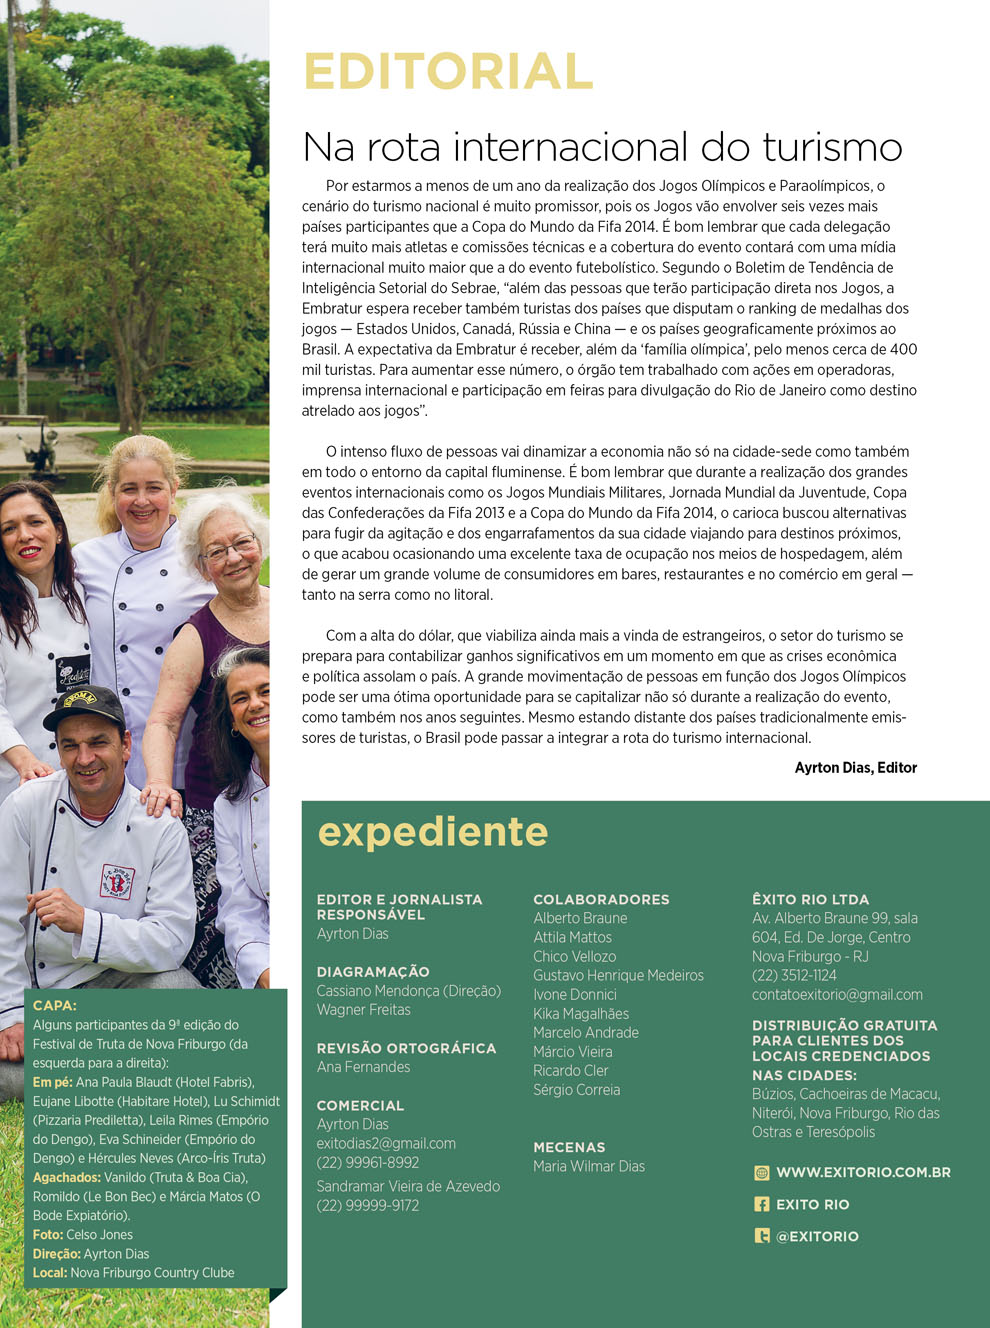 EDITORIAL
Na rota internacional do turismo
Por estarmos a menos de um ano da realização dos Jogos Olímpicos e Paraolímpicos, o
cenário do turismo nacional é muito promissor, pois os Jogos vão envolver seis vezes mais
países participantes que a Copa do Mundo da Fifa 2014. É bom lembrar que cada delegação
terá muito mais atletas e comissões técnicas e a cobertura do evento contará com uma mídia
internacional muito maior que a do evento futebolístico. Segundo o Boletim de Tendência de
Inteligência Setorial do Sebrae, “além das pessoas que terão participação direta nos Jogos, a
Embratur espera receber também turistas dos países que disputam o ranking de medalhas dos
jogos — Estados Unidos, Canadá, Rússia e China — e os países geograficamente próximos ao
Brasil. A expectativa da Embratur é receber, além da ‘família olímpica’, pelo menos cerca de 400
mil turistas. Para aumentar esse número, o órgão tem trabalhado com ações em operadoras,
imprensa internacional e participação em feiras para divulgação do Rio de Janeiro como destino
atrelado aos jogos”.
O intenso fluxo de pessoas vai dinamizar a economia não só na cidade-sede como também
em todo o entorno da capital fluminense. É bom lembrar que durante a realização dos grandes
eventos internacionais como os Jogos Mundiais Militares, Jornada Mundial da Juventude, Copa
das Confederações da Fifa 2013 e a Copa do Mundo da Fifa 2014, o carioca buscou alternativas
para fugir da agitação e dos engarrafamentos da sua cidade viajando para destinos próximos,
o que acabou ocasionando uma excelente taxa de ocupação nos meios de hospedagem, além
de gerar um grande volume de consumidores em bares, restaurantes e no comércio em geral —
tanto na serra como no litoral.
Com a alta do dólar, que viabiliza ainda mais a vinda de estrangeiros, o setor do turismo se
prepara para contabilizar ganhos significativos em um momento em que as crises econômica
e política assolam o país. A grande movimentação de pessoas em função dos Jogos Olímpicos
pode ser uma ótima oportunidade para se capitalizar não só durante a realização do evento,
como também nos anos seguintes. Mesmo estando distante dos países tradicionalmente emis-
sores de turistas, o Brasil pode passar a integrar a rota do turismo internacional.
Ayrton Dias, Editor
expediente
EDITOR E JORNALISTA
RESPONSÁVEL
Ayrton Dias
DIAGRAMAÇÃO
Cassiano Mendonça (Direção)
Wagner Freitas
REVISÃO ORTOGRÁFICA
Ana Fernandes
COMERCIAL
Ayrton Dias
exitodias2@gmail.com
(22) 99961-8992
Sandramar Vieira de Azevedo
(22) 99999-9172
COLABORADORES
Alberto Braune
Attila Mattos
Chico Vellozo
Gustavo Henrique Medeiros
Ivone Donnici
Kika Magalhães
Marcelo Andrade
Márcio Vieira
Ricardo Cler
Sérgio Correia
MECENAS
Maria Wilmar Dias
ÊXITO RIO LTDA
Av. Alberto Braune 99, sala
604, Ed. De Jorge, Centro
Nova Friburgo - RJ
(22) 3512-1124
contatoexitorio@gmail.com
DISTRIBUIÇÃO GRATUITA
PARA CLIENTES DOS
LOCAIS CREDENCIADOS
NAS CIDADES:
Búzios, Cachoeiras de Macacu,
Niterói, Nova Friburgo, Rio das
Ostras e Teresópolis
WWW.EXITORIO.COM.BR
EXITO RIO
@EXITORIO
CAPA:
Alguns participantes da 9ª edição do
Festival de Truta de Nova Friburgo (da
esquerda para a direita):
Em pé: Ana Paula Blaudt (Hotel Fabris),
Eujane Libotte (Habitare Hotel), Lu Schimidt
(Pizzaria Prediletta), Leila Rimes (Empório
do Dengo), Eva Schineider (Empório do
Dengo) e Hércules Neves (Arco-Íris Truta)
Agachados: Vanildo (Truta & Boa Cia),
Romildo (Le Bon Bec) e Márcia Matos (O
Bode Expiatório).
Foto: Celso Jones
Direção: Ayrton Dias
Local: Nova Friburgo Country Clube